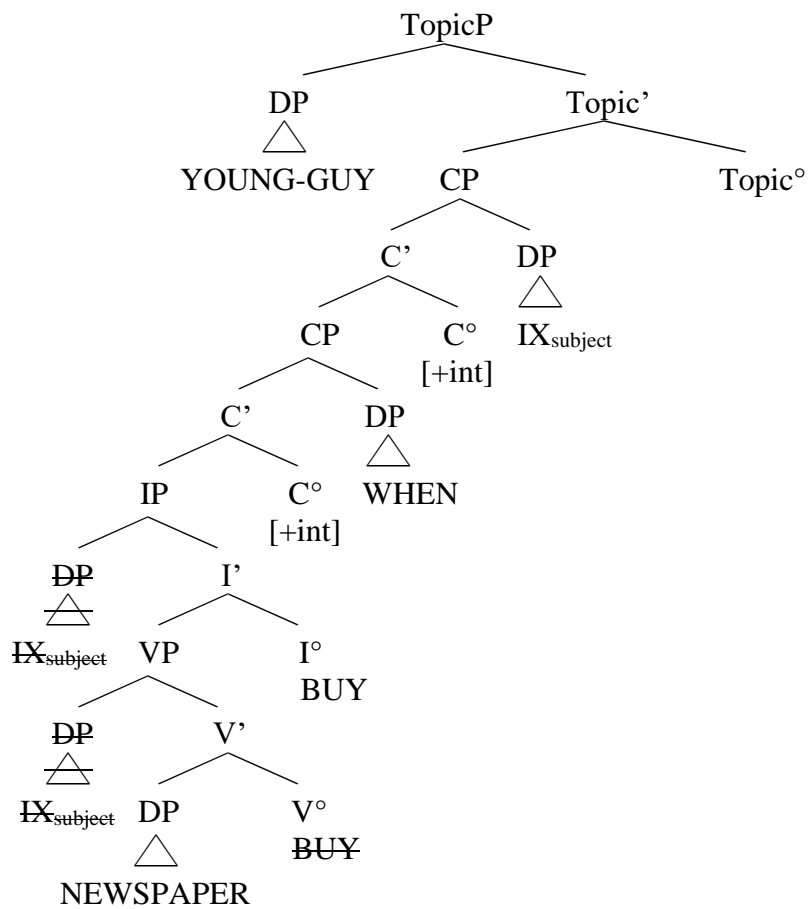 TopicP
DP Topic’
YOUNG-GUY CP Topic°
C’ DP
CP C° IXsubject
[+int]
C’ DP
IP C° WHEN
[+int]
DP I’
IXsubject VP I°
BUY
DP V’
IXsubject DP V°
BUY
NEWSPAPER